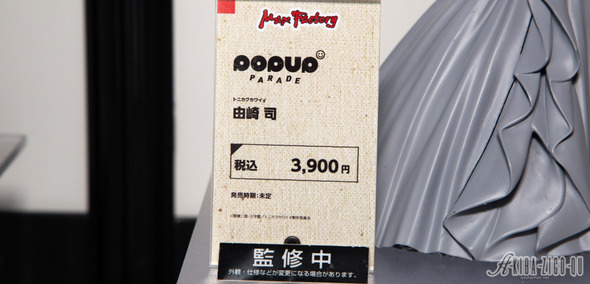 Max Factory
POPUP
PARADE
トニカクカワイイ
由崎 司
税込 3,900円
発売時期：未定
監修中
外観・仕様などが変更になる場合があります。
AKIBA-ZIGO-KU